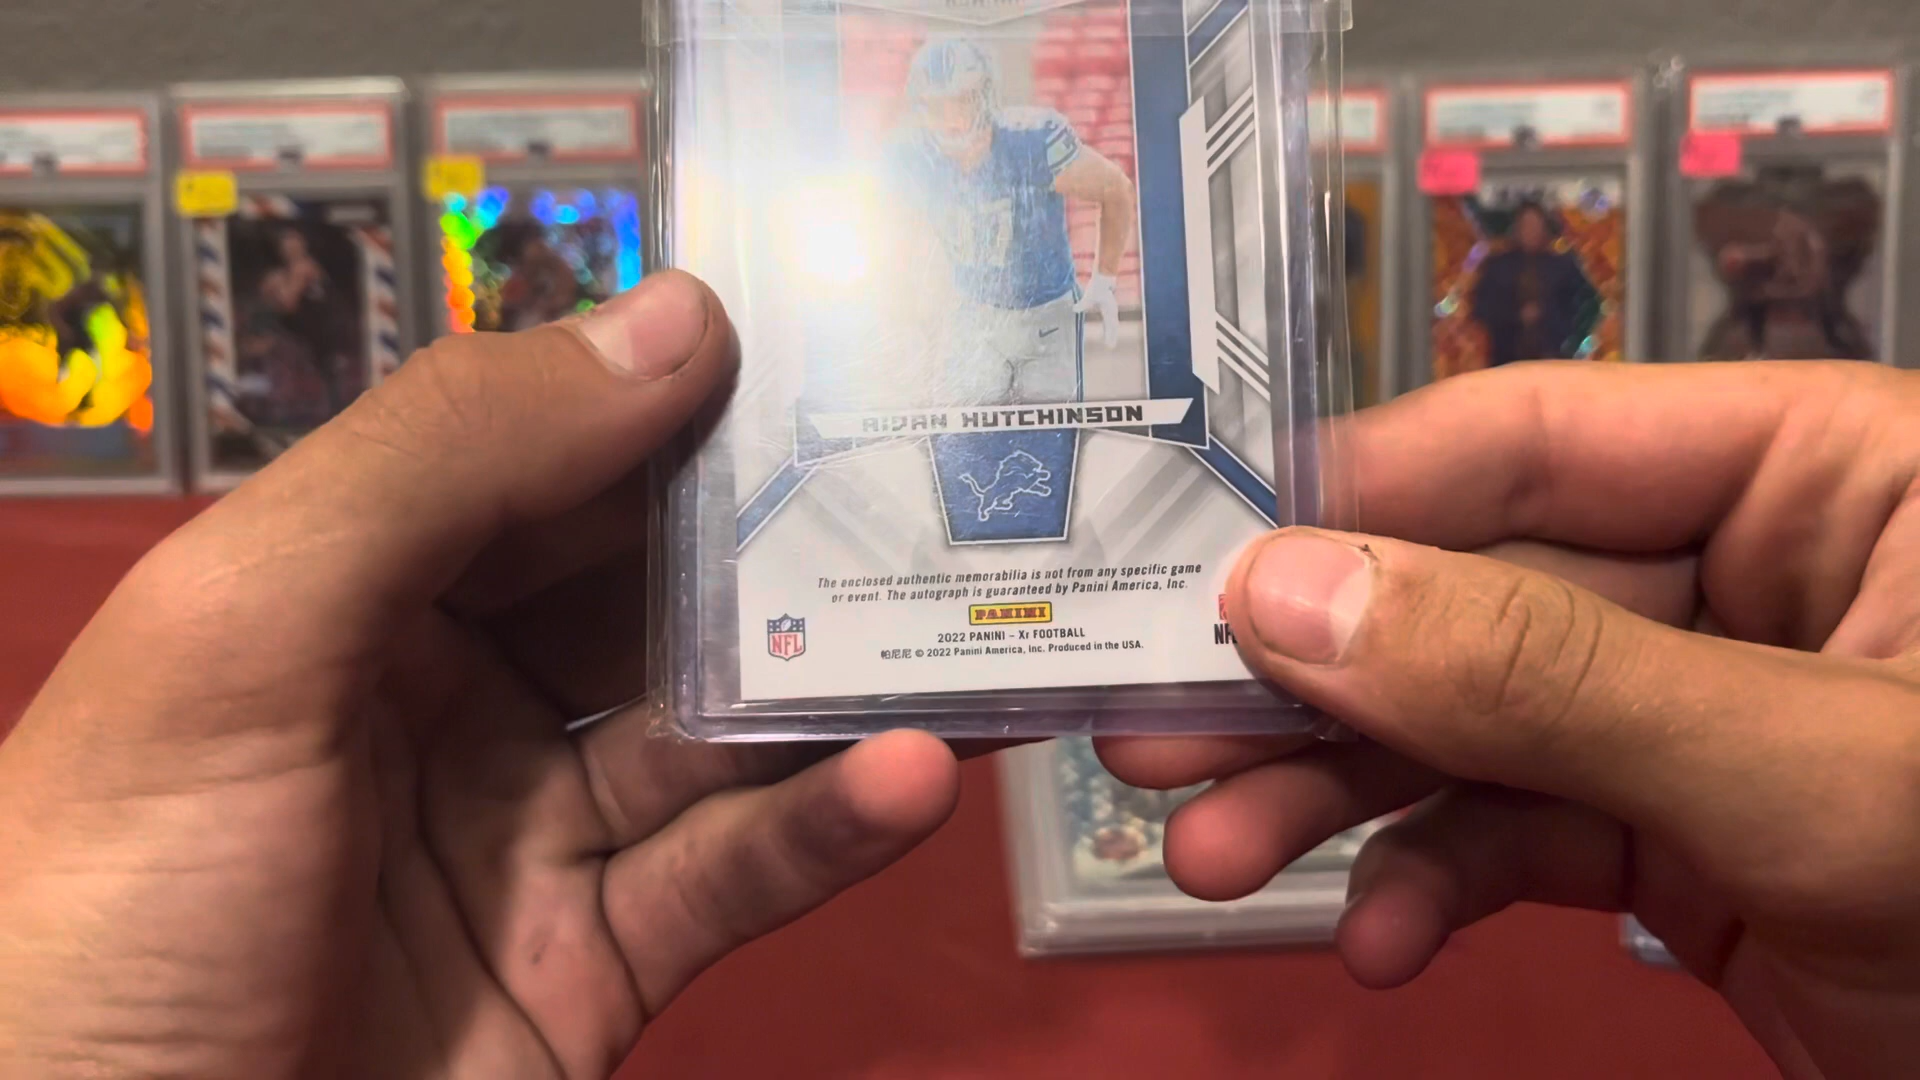 AIDAN HUTCHINSON
The enclosed authentic memorabilia is not from any specific game
or event. The autograph is guaranteed by Panini America, Inc.
PANINI
NFL
2022 PANINI – Xr FOOTBALL
帕尼尼 © 2022 Panini America, Inc. Produced in the USA.